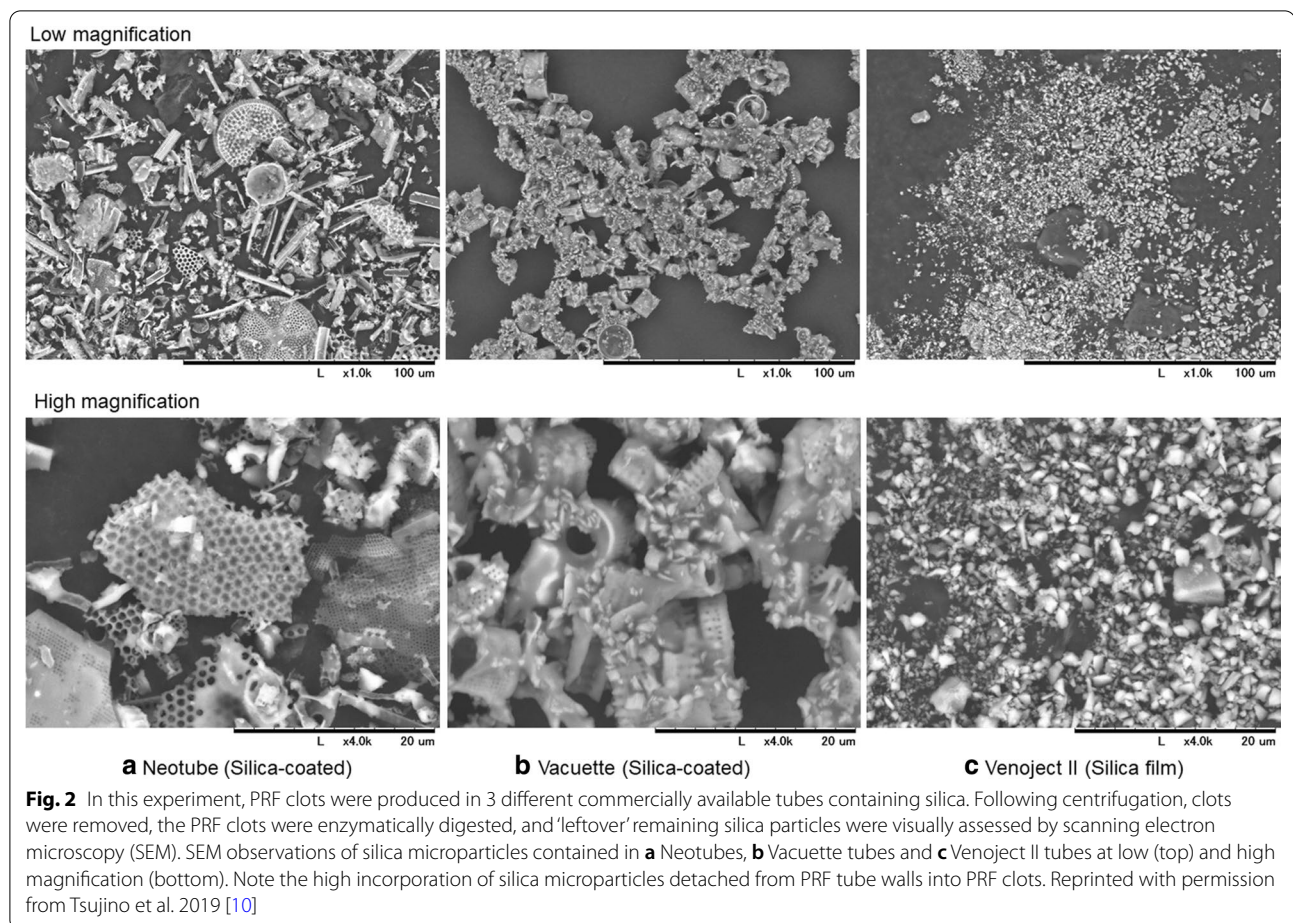 Low magnification
L x1.0k 100 um
L x1.0k 100 um
L x1.0k 100 um
High magnification
L x4.0k 20 um
L x4.0k 20 um
L x4.0k 20 um
a Neotube (Silica-coated)
b Vacuette (Silica-coated)
c Venoject II (Silica film)
Fig. 2 In this experiment, PRF clots were produced in 3 different commercially available tubes containing silica. Following centrifugation, clots
were removed, the PRF clots were enzymatically digested, and ‘leftover’ remaining silica particles were visually assessed by scanning electron
microscopy (SEM). SEM observations of silica microparticles contained in a Neotubes, b Vacuette tubes and c Venoject II tubes at low (top) and high
magnification (bottom). Note the high incorporation of silica microparticles detached from PRF tube walls into PRF clots. Reprinted with permission
from Tsujino et al. 2019 [10]